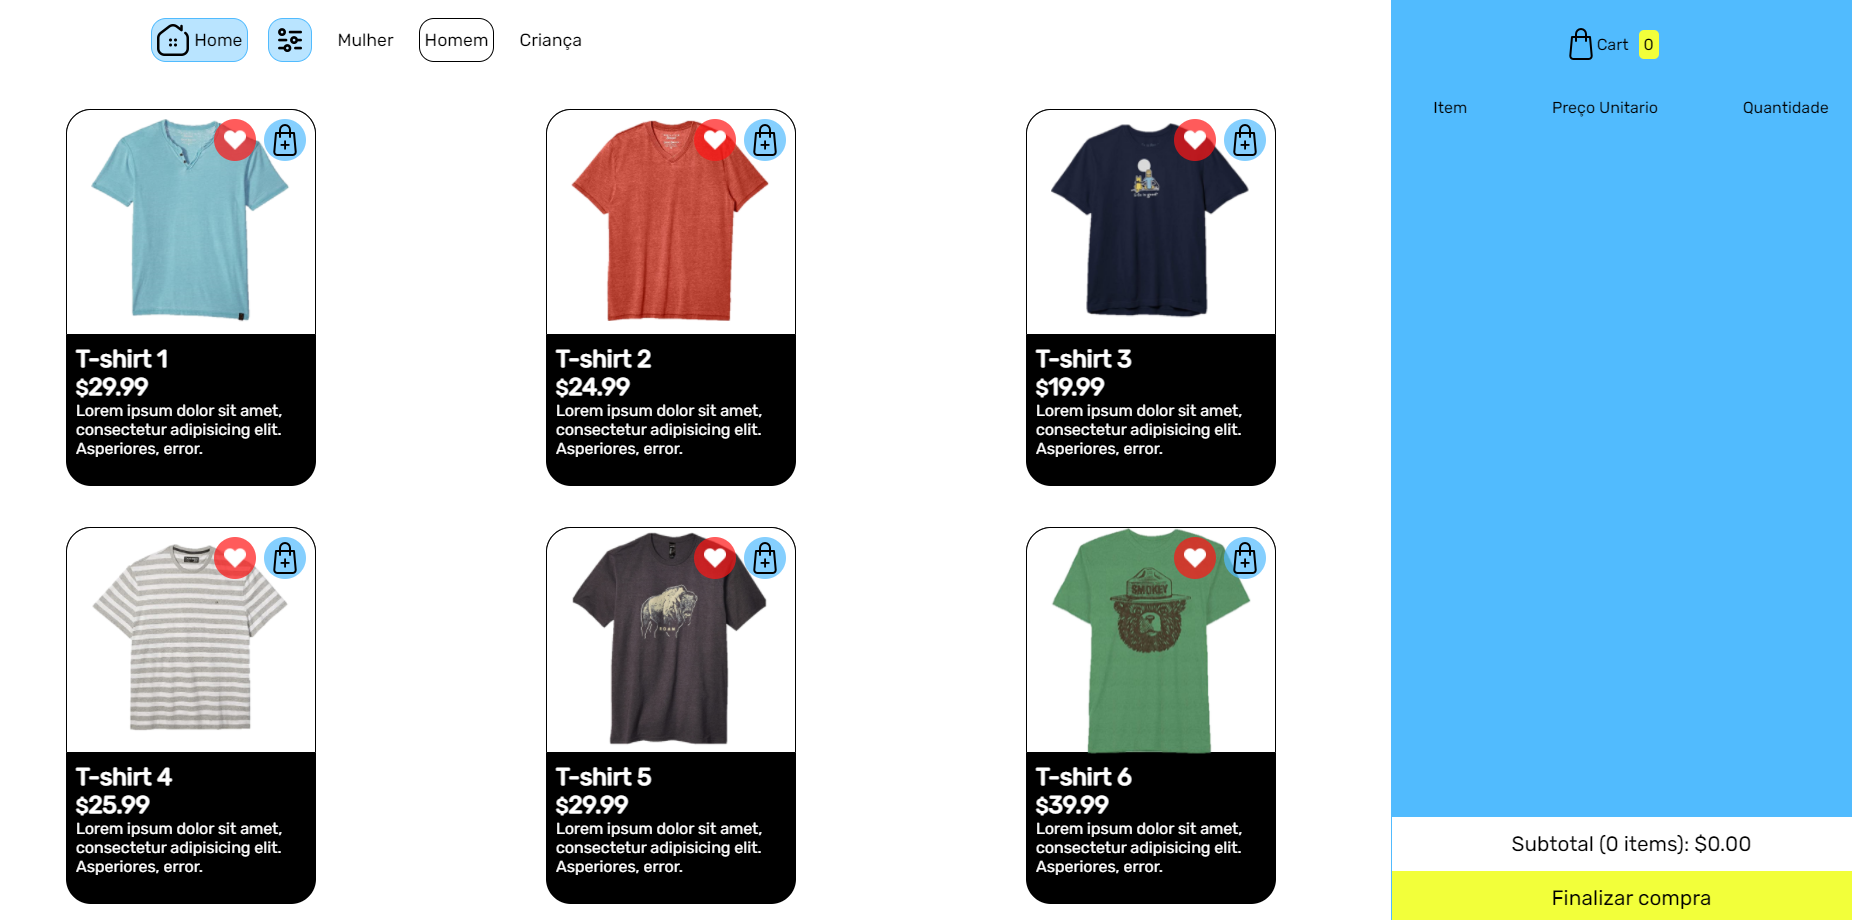 Home
Mulher
Homem
Criança
Cart 0
Item
Preço Unitario
Quantidade
T-shirt 1
$29.99
Lorem ipsum dolor sit amet,
consectetur adipisicing elit.
Asperiores, error.
T-shirt 2
$24.99
Lorem ipsum dolor sit amet,
consectetur adipisicing elit.
Asperiores, error.
T-shirt 3
$19.99
Lorem ipsum dolor sit amet,
consectetur adipisicing elit.
Asperiores, error.
T-shirt 4
$25.99
Lorem ipsum dolor sit amet,
consectetur adipisicing elit.
Asperiores, error.
ROAM
T-shirt 5
$29.99
Lorem ipsum dolor sit amet,
consectetur adipisicing elit.
Asperiores, error.
SMOKEY
T-shirt 6
$39.99
Lorem ipsum dolor sit amet,
consectetur adipisicing elit.
Asperiores, error.
Subtotal (0 items): $0.00
Finalizar compra